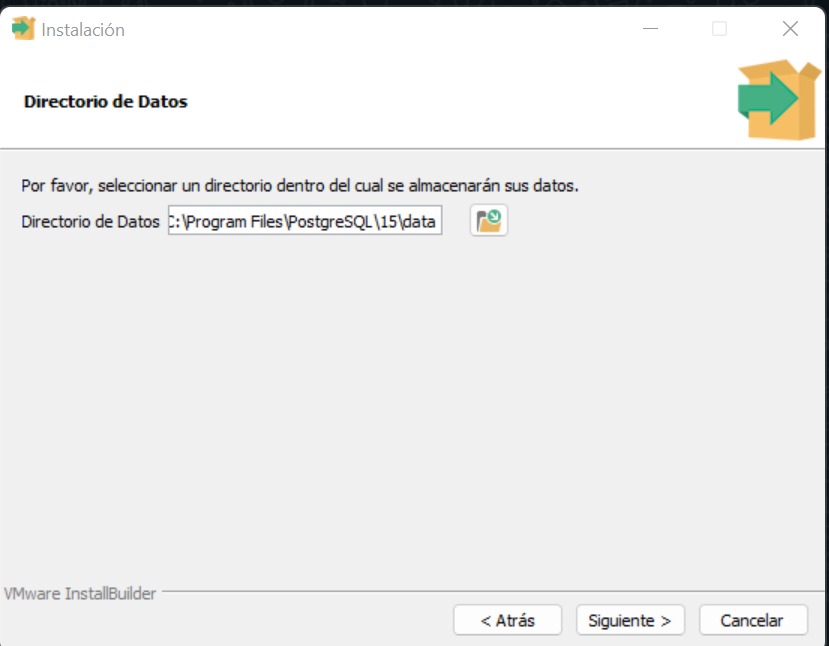 Instalación
Directorio de Datos
Por favor, seleccionar un directorio dentro del cual se almacenarán sus datos.
Directorio de Datos C:\Program Files\PostgreSQL\15\data
VMware InstallBuilder
< Atrás Siguiente > Cancelar